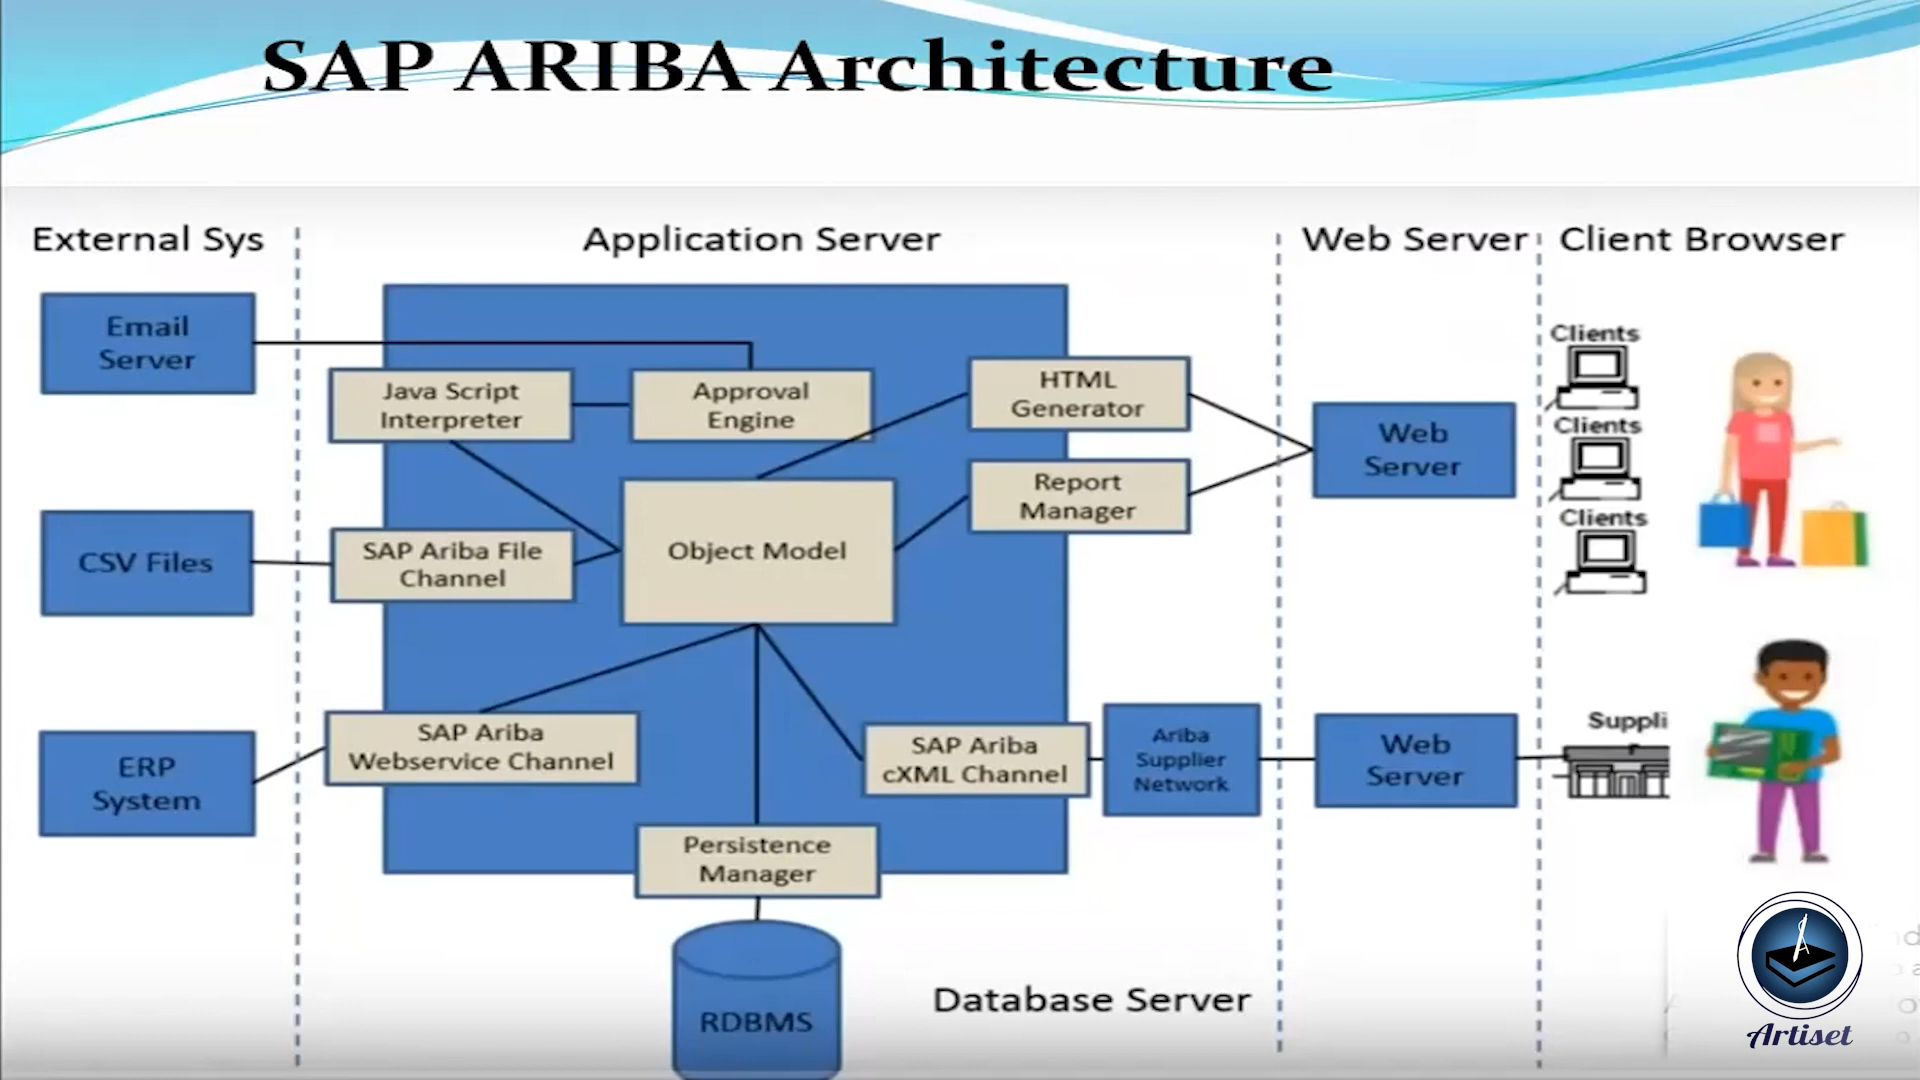 SAP ARIBA Architecture
External Sys
Application Server
Web Server
Client Browser
Email
Server
Java Script
Interpreter
Approval
Engine
HTML
Generator
Report
Manager
Web
Server
Clients
Clients
Clients
CSV Files
SAP Ariba File
Channel
Object Model
ERP
System
SAP Ariba
Webservice Channel
SAP Ariba
cXML Channel
Ariba
Supplier
Network
Web
Server
Suppli
Persistence
Manager
RDBMS
Database Server
Artiset